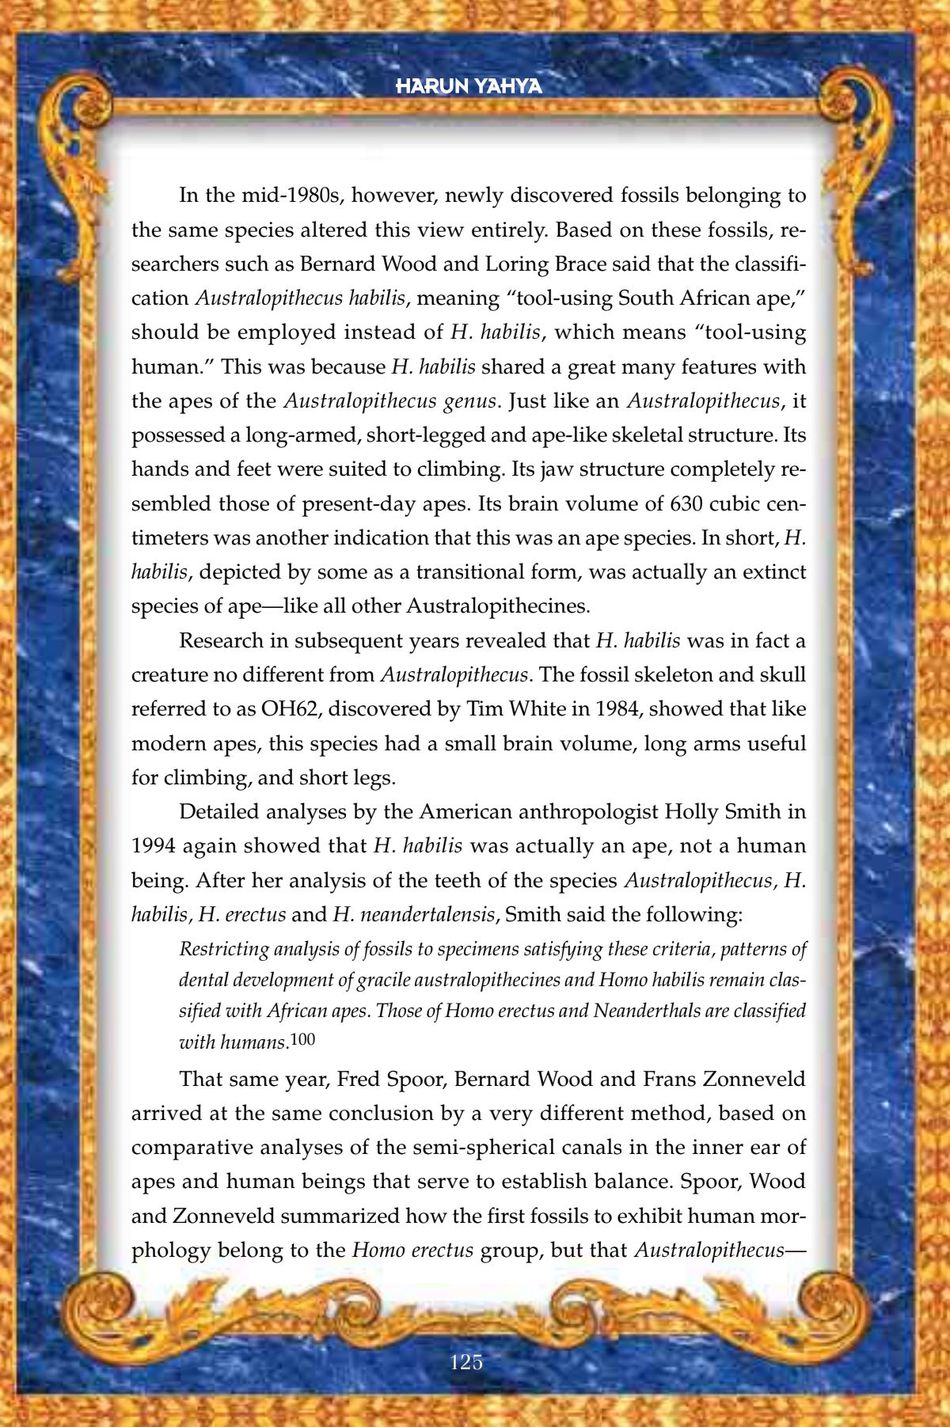 HARUN YAHYA
In the mid-1980s, however, newly discovered fossils belonging to
the same species altered this view entirely. Based on these fossils, re-
searchers such as Bernard Wood and Loring Brace said that the classifi-
cation Australopithecus habilis, meaning “tool-using South African ape,”
should be employed instead of H. habilis, which means “tool-using
human.” This was because H. habilis shared a great many features with
the apes of the Australopithecus genus. Just like an Australopithecus, it
possessed a long-armed, short-legged and ape-like skeletal structure. Its
hands and feet were suited to climbing. Its jaw structure completely re-
sembled those of present-day apes. Its brain volume of 630 cubic cen-
timeters was another indication that this was an ape species. In short, H.
habilis, depicted by some as a transitional form, was actually an extinct
species of ape—like all other Australopithecines.
Research in subsequent years revealed that H. habilis was in fact a
creature no different from Australopithecus. The fossil skeleton and skull
referred to as OH62, discovered by Tim White in 1984, showed that like
modern apes, this species had a small brain volume, long arms useful
for climbing, and short legs.
Detailed analyses by the American anthropologist Holly Smith in
1994 again showed that H. habilis was actually an ape, not a human
being. After her analysis of the teeth of the species Australopithecus, H.
habilis, H. erectus and H. neandertalensis, Smith said the following:
Restricting analysis of fossils to specimens satisfying these criteria, patterns of
dental development of gracile australopithecines and Homo habilis remain clas-
sified with African apes. Those of Homo erectus and Neanderthals are classified
with humans.100
That same year, Fred Spoor, Bernard Wood and Frans Zonneveld
arrived at the same conclusion by a very different method, based on
comparative analyses of the semi-spherical canals in the inner ear of
apes and human beings that serve to establish balance. Spoor, Wood
and Zonneveld summarized how the first fossils to exhibit human mor-
phology belong to the Homo erectus group, but that Australopithecus—
125